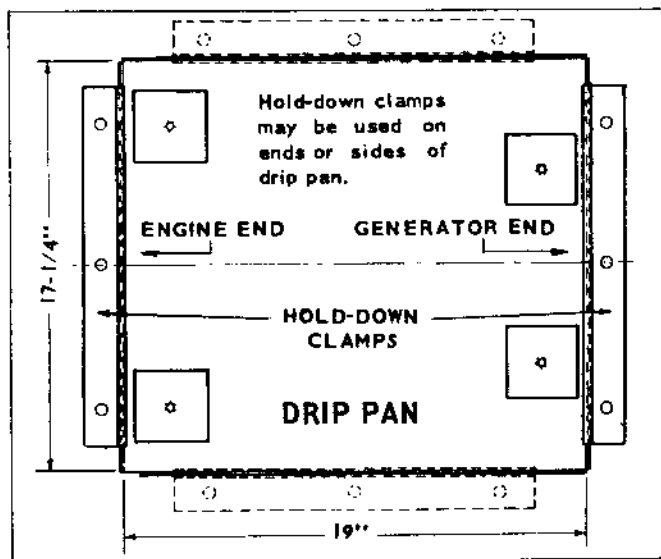 Hold-down clamps
may be used on
ends or sides of
drip pan.
ENGINE END
GENERATOR END
17-1/4"
HOLD-DOWN
CLAMPS
DRIP PAN
19"